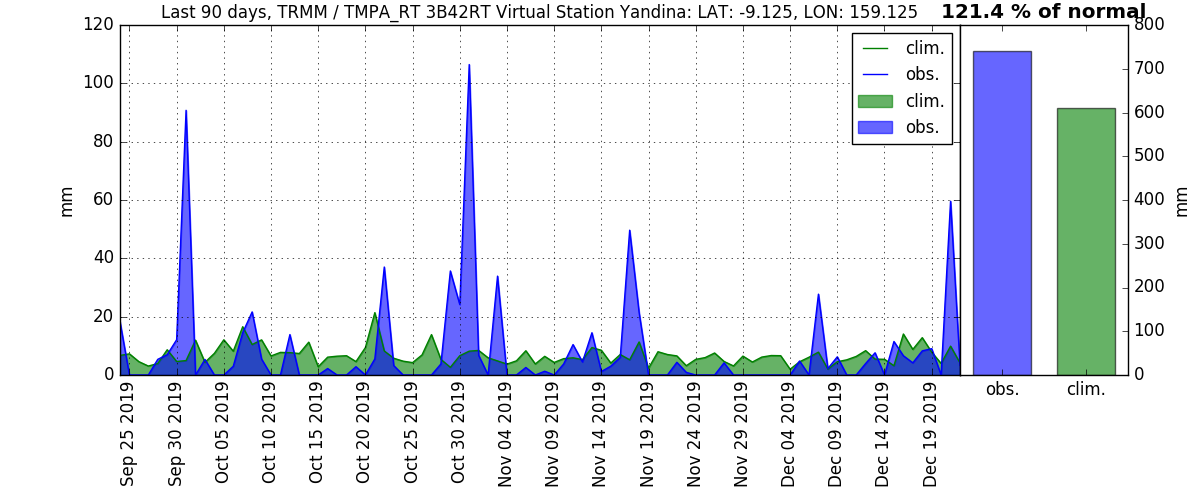 Last 90 days, TRMM / TMPA_RT 3B42RT Virtual Station Yandina: LAT: -9.125, LON: 159.125
121.4 % of normal
120
100
80
60
40
20
0
mm
clim.
obs.
clim.
obs.
800
700
600
500
400
300
200
100
0
mm
obs.
clim.
Sep 25 2019
Sep 30 2019
Oct 05 2019
Oct 10 2019
Oct 15 2019
Oct 20 2019
Oct 25 2019
Oct 30 2019
Nov 04 2019
Nov 09 2019
Nov 14 2019
Nov 19 2019
Nov 24 2019
Nov 29 2019
Dec 04 2019
Dec 09 2019
Dec 14 2019
Dec 19 2019